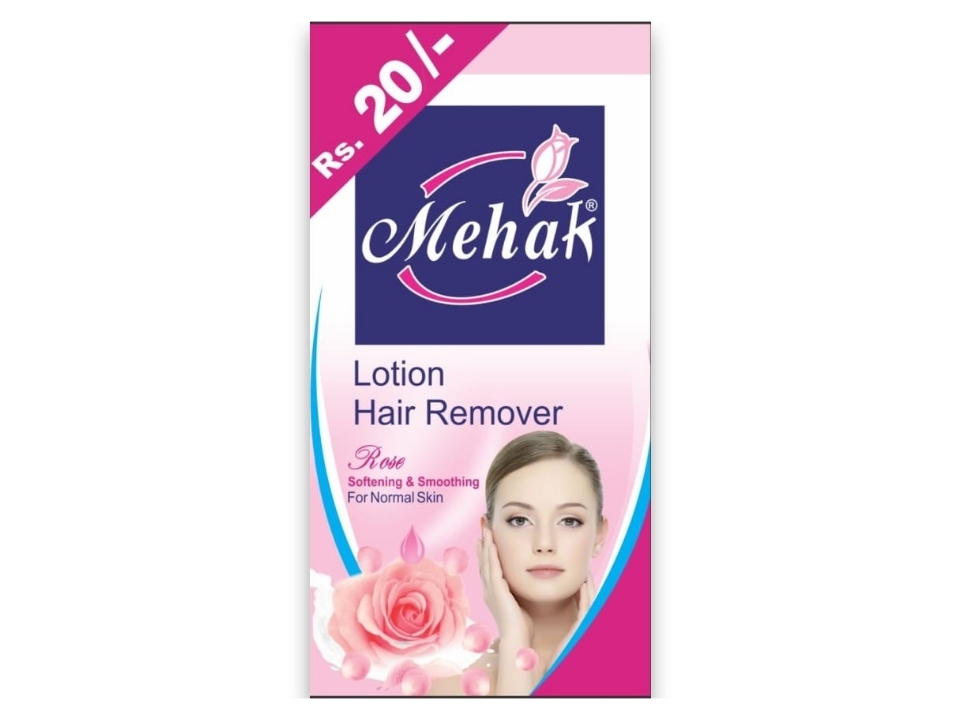 Rs. 20/-
Mehak®
Lotion
Hair Remover
Rose
Softening & Smoothing
For Normal Skin